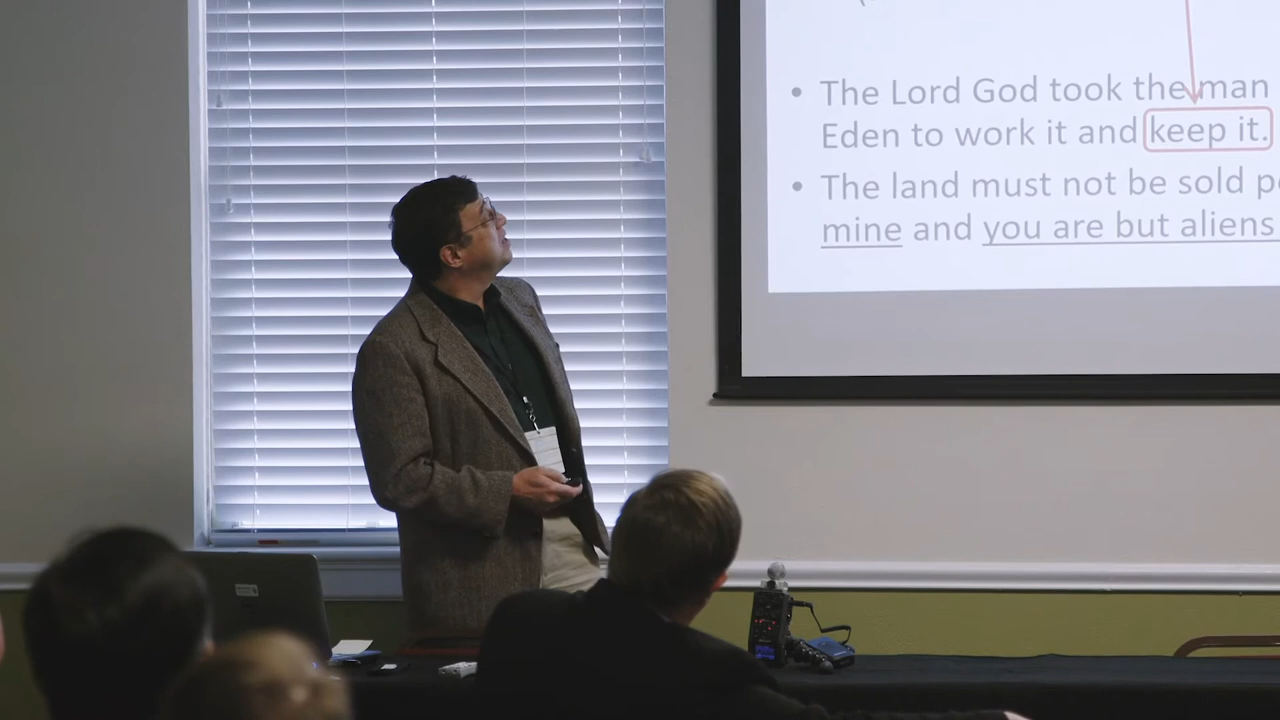 • The Lord God took the man
Eden to work it and keep it.
• The land must not be sold
mine and you are but aliens